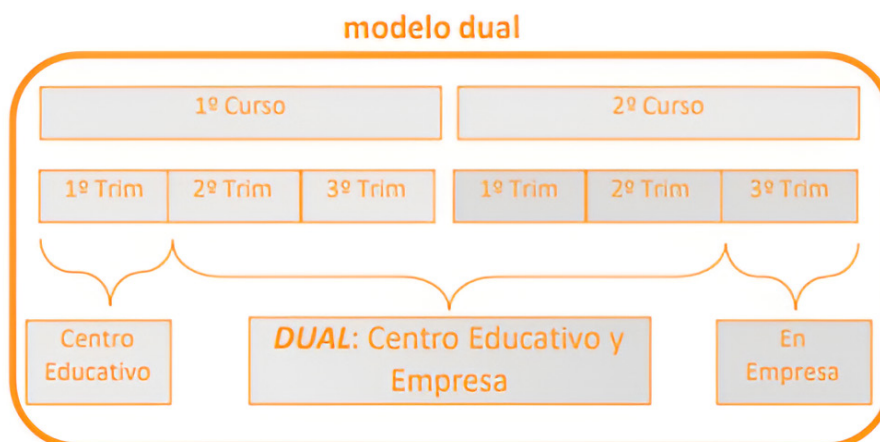 modelo dual
1º Curso
2º Curso
1º Trim
2º Trim
3º Trim
1º Trim
2º Trim
3º Trim
Centro
Educativo
DUAL: Centro Educativo y
Empresa
En
Empresa